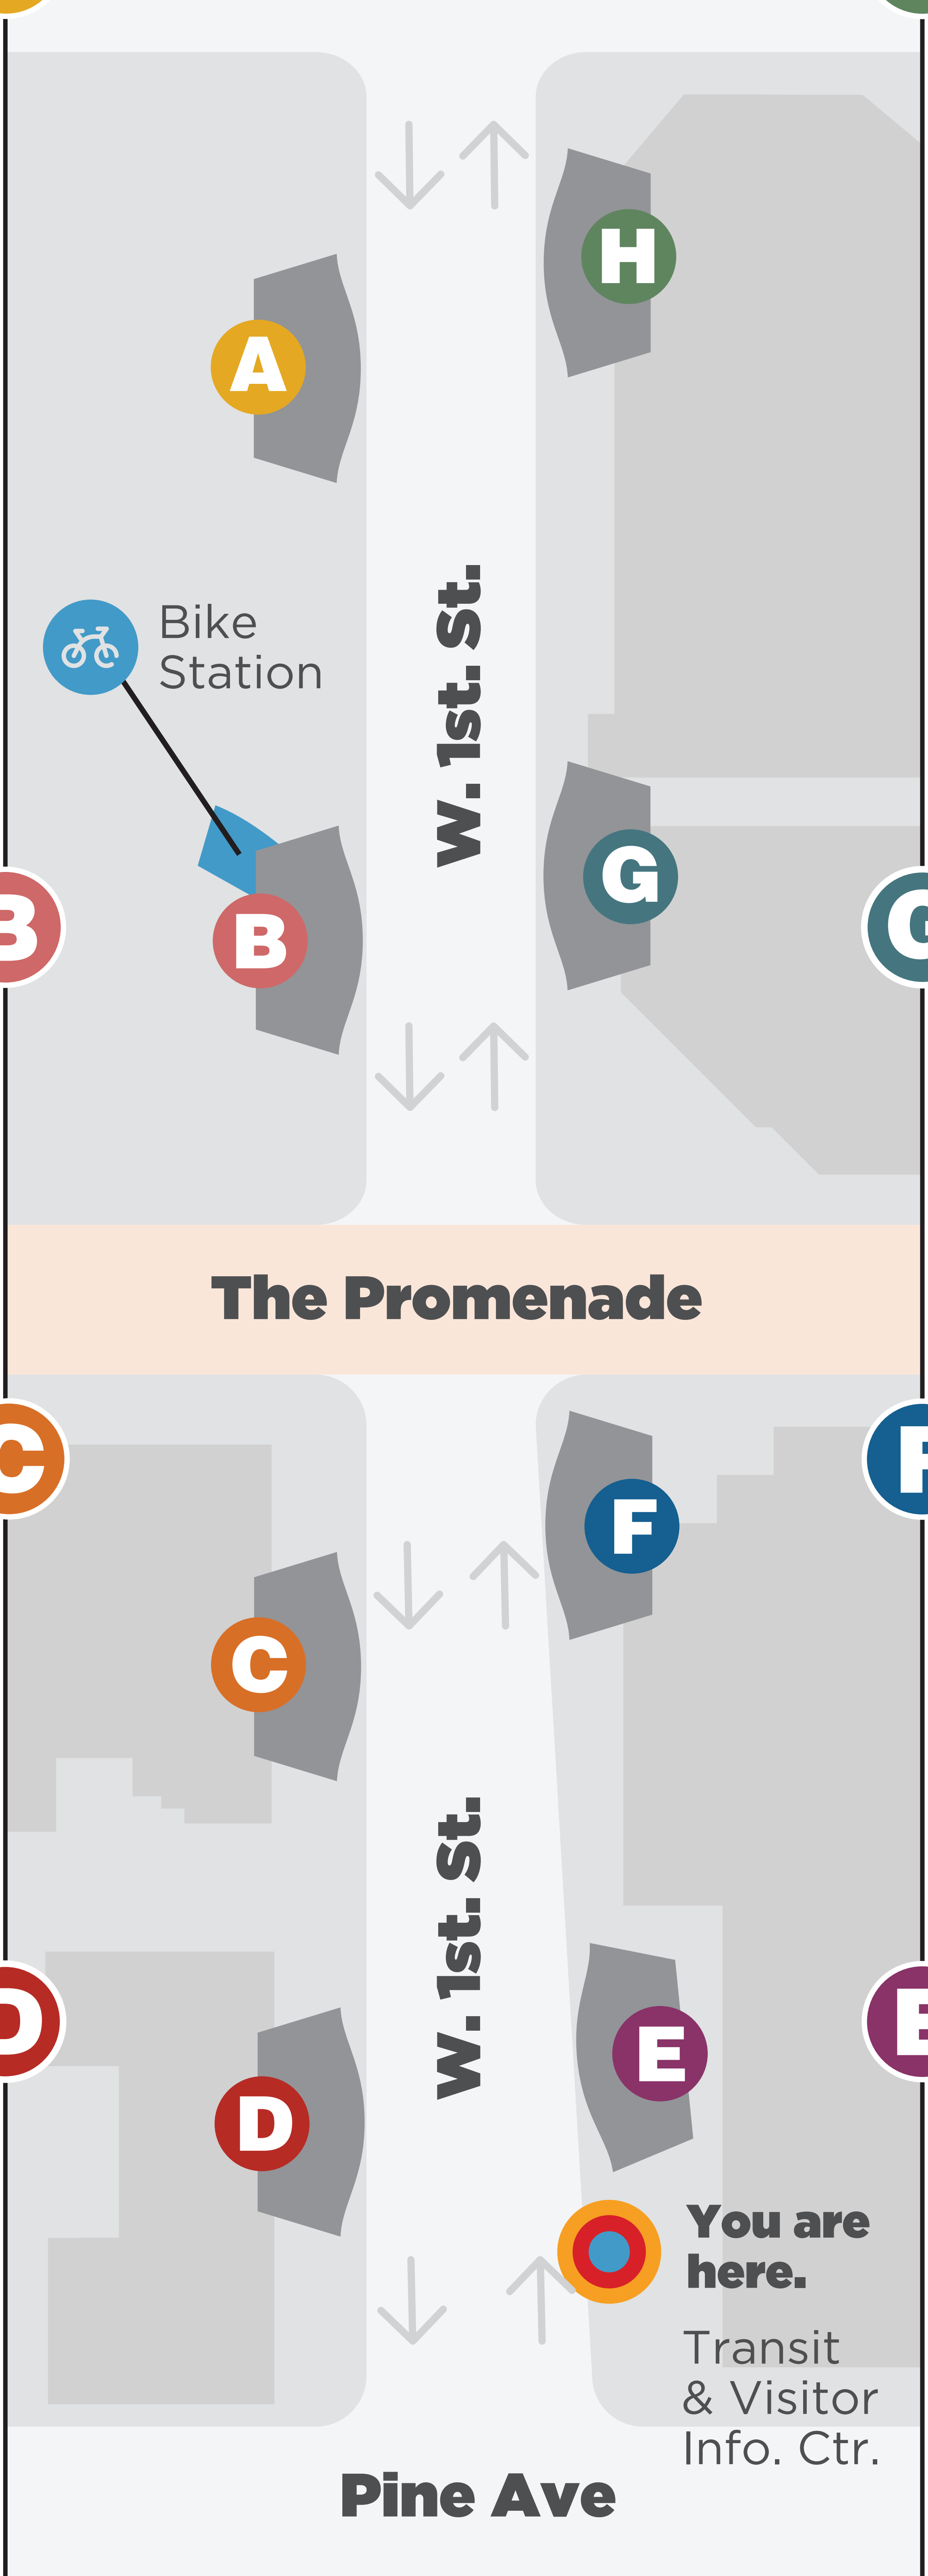 H
A
Bike
Station
W. 1st. St.
G
B
B
G
The Promenade
C
F
F
C
W. 1st. St.
D
E
E
D
You are
here.
Transit
& Visitor
Info. Ctr.
Pine Ave